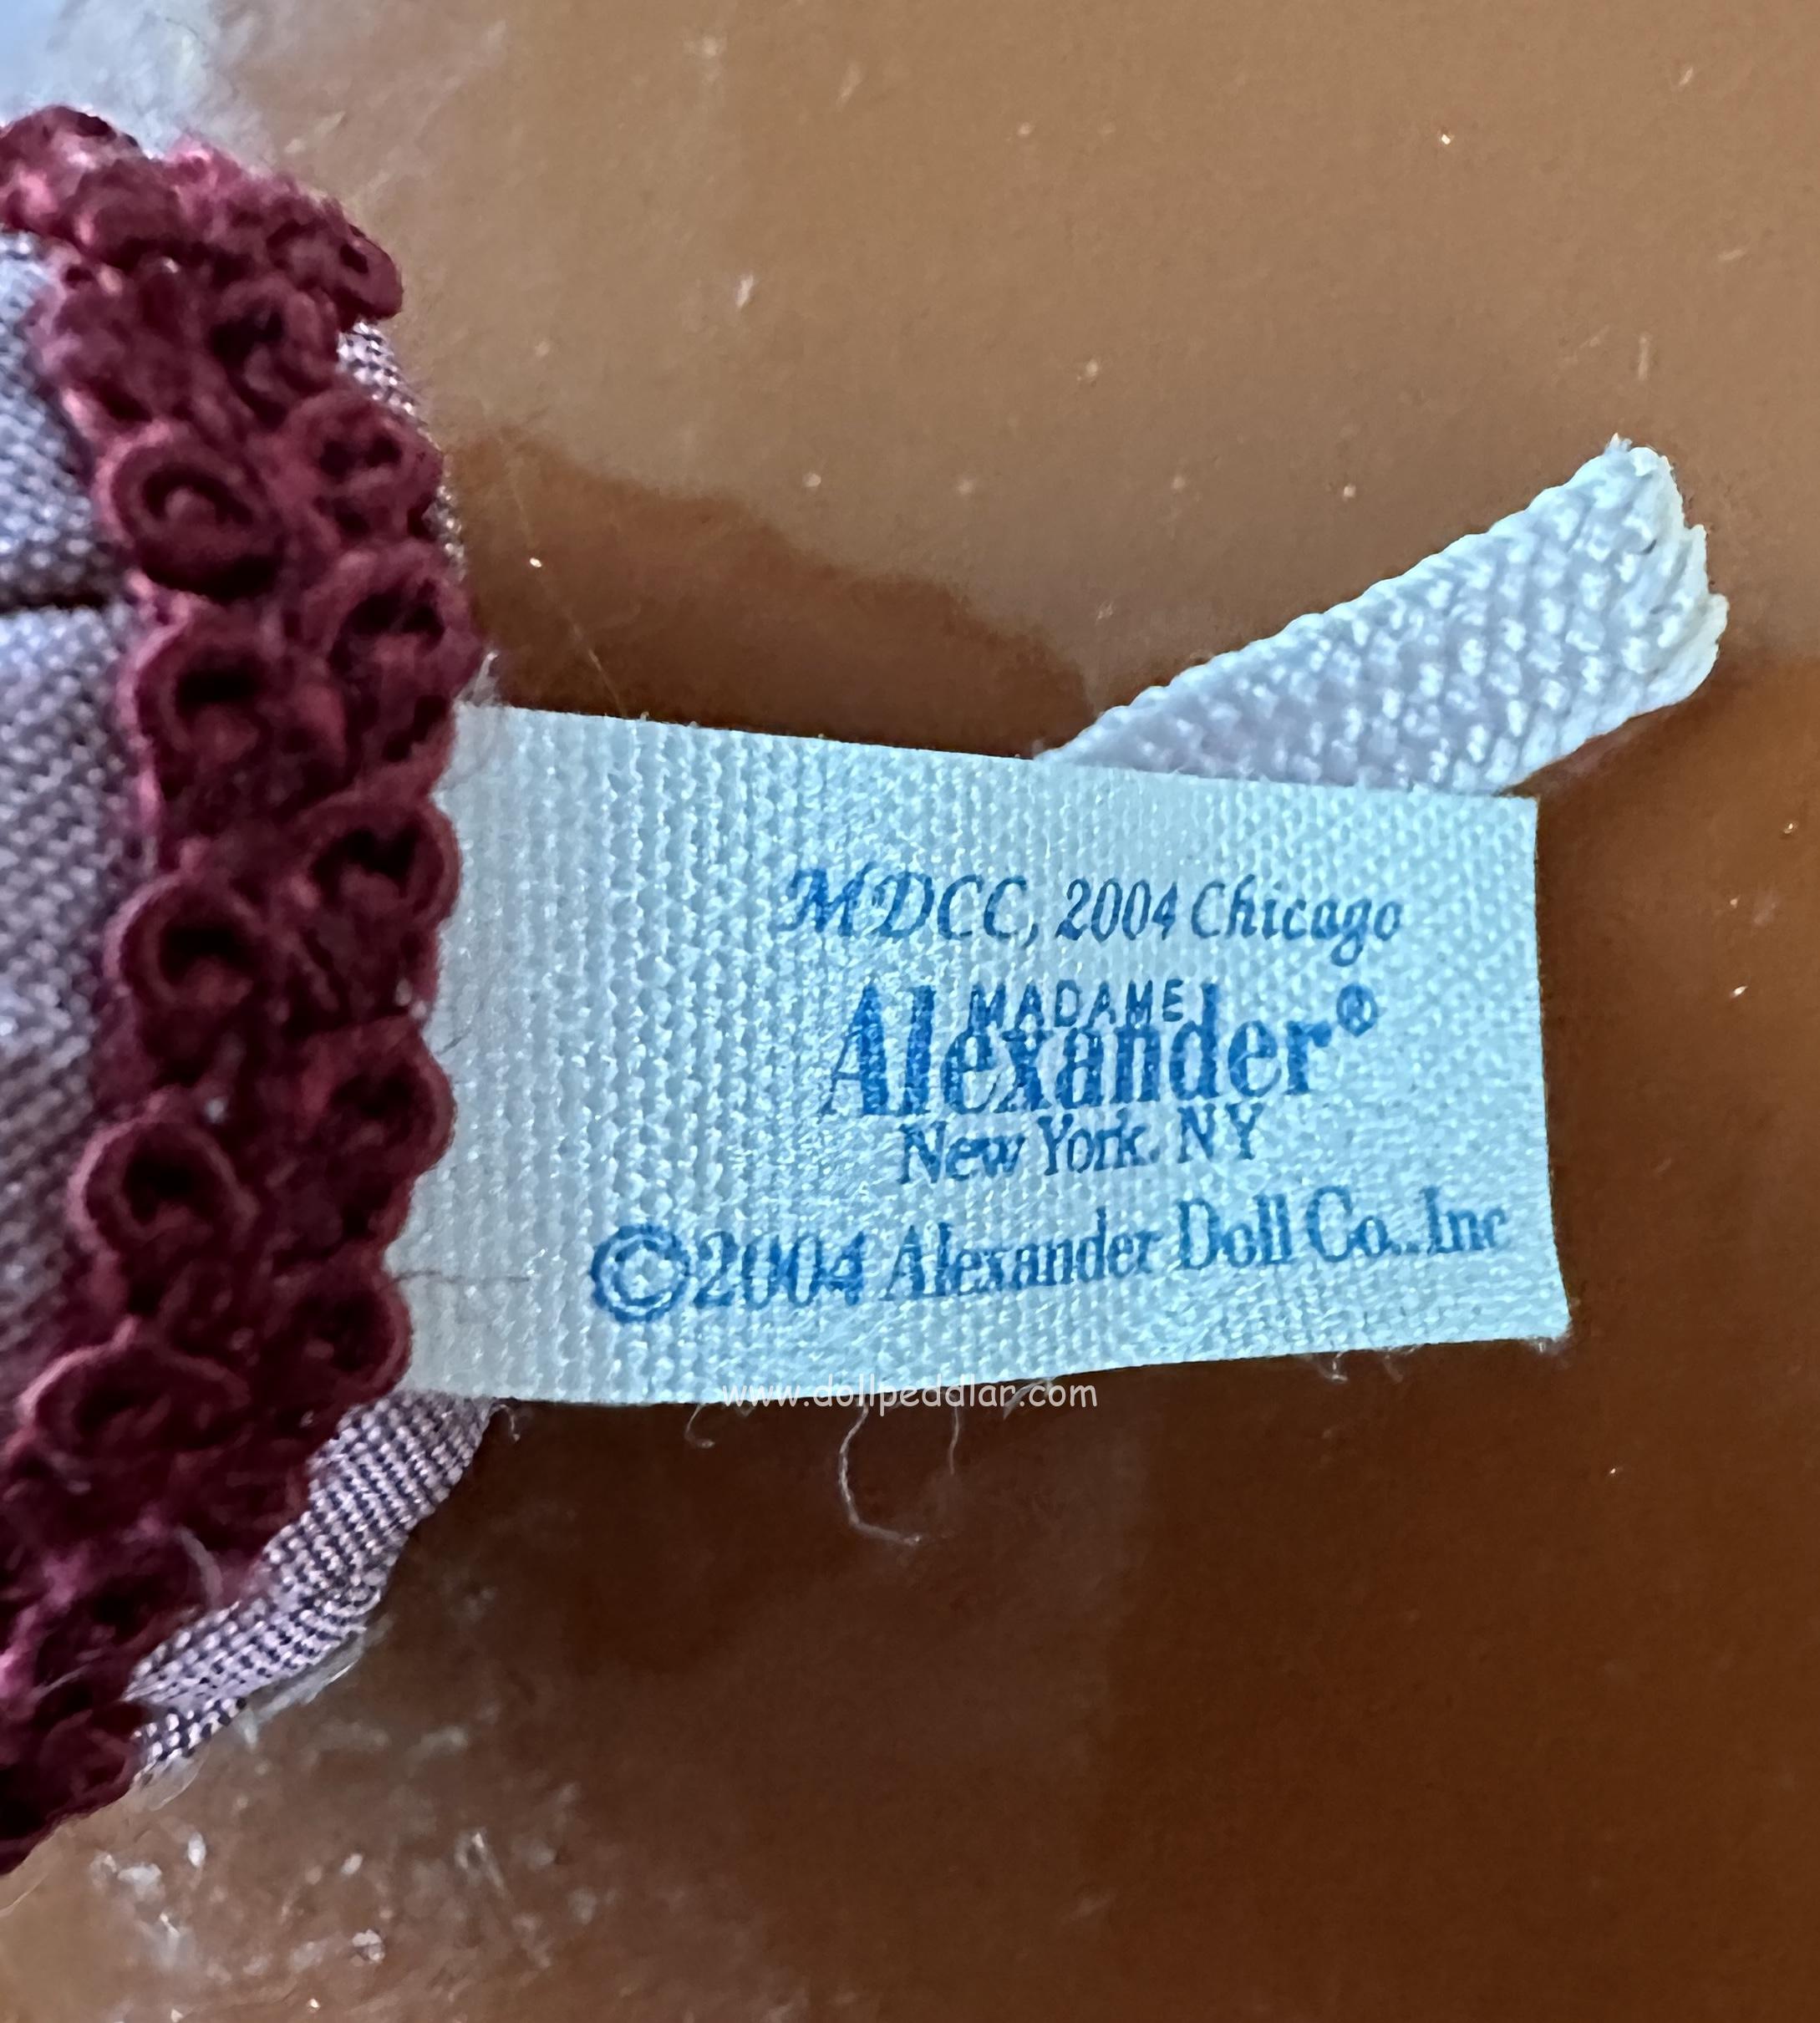 MDCC, 2004 Chicago
MADAME
Alexander®
New York, NY
©2004 Alexander Doll Co., Inc
www.dollpeddlar.com